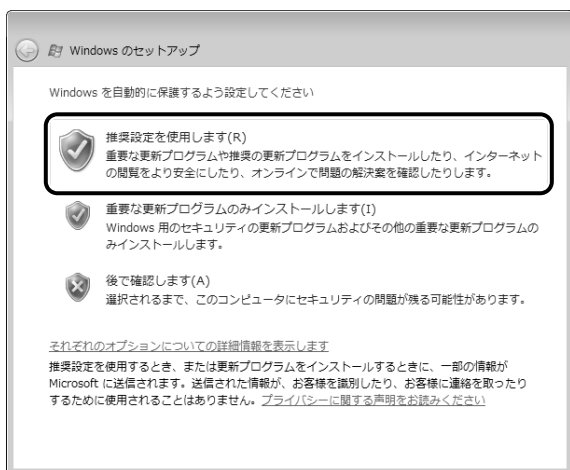 Windows のセットアップ
Windows を自動的に保護するよう設定してください
推奨設定を使用します(R)
重要な更新プログラムや推奨の更新プログラムをインストールしたり、インターネット
の閲覧をより安全にしたり、オンラインで問題の解決案を確認したりします。
重要な更新プログラムのみインストールします(I)
Windows 用のセキュリティの更新プログラムおよびその他の重要な更新プログラムの
みインストールします。
後で確認します(A)
選択されるまで、このコンピュータにセキュリティの問題が残る可能性があります。
それぞれのオプションについての詳細情報を表示します
推奨設定を使用するとき、または更新プログラムをインストールするときに、一部の情報が
Microsoft に送信されます。送信された情報が、お客様を識別したり、お客様に連絡を取ったり
するために使用されることはありません。プライバシーに関する声明をお読みください